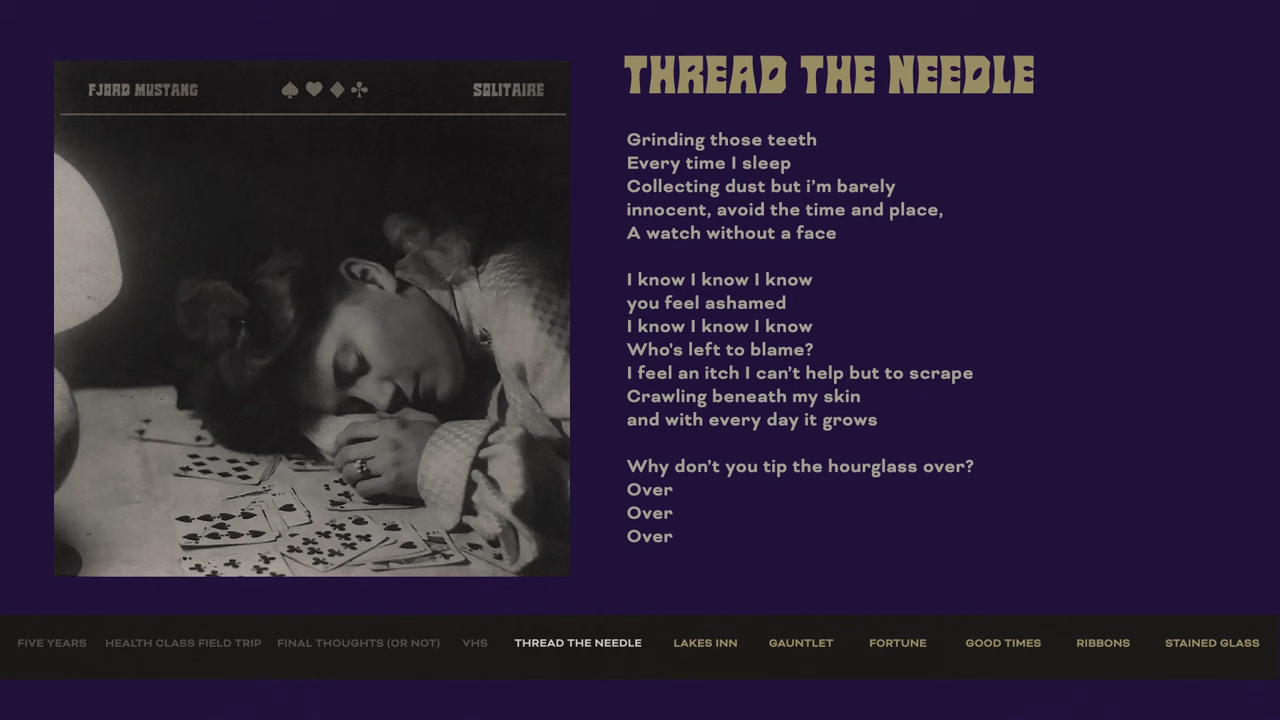 FJORD MUSTANG ♠ ♥ ♦ ♣ SOLITAIRE
THREAD THE NEEDLE
Grinding those teeth
Every time I sleep
Collecting dust but i’m barely
innocent, avoid the time and place,
A watch without a face
I know I know I know
you feel ashamed
I know I know I know
Who's left to blame?
I feel an itch I can’t help but to scrape
Crawling beneath my skin
and with every day it grows
Why don’t you tip the hourglass over?
Over
Over
Over
FIVE YEARS HEALTH CLASS FIELD TRIP FINAL THOUGHTS (OR NOT) VHS THREAD THE NEEDLE LAKES INN GAUNTLET FORTUNE GOOD TIMES RIBBONS STAINED GLASS